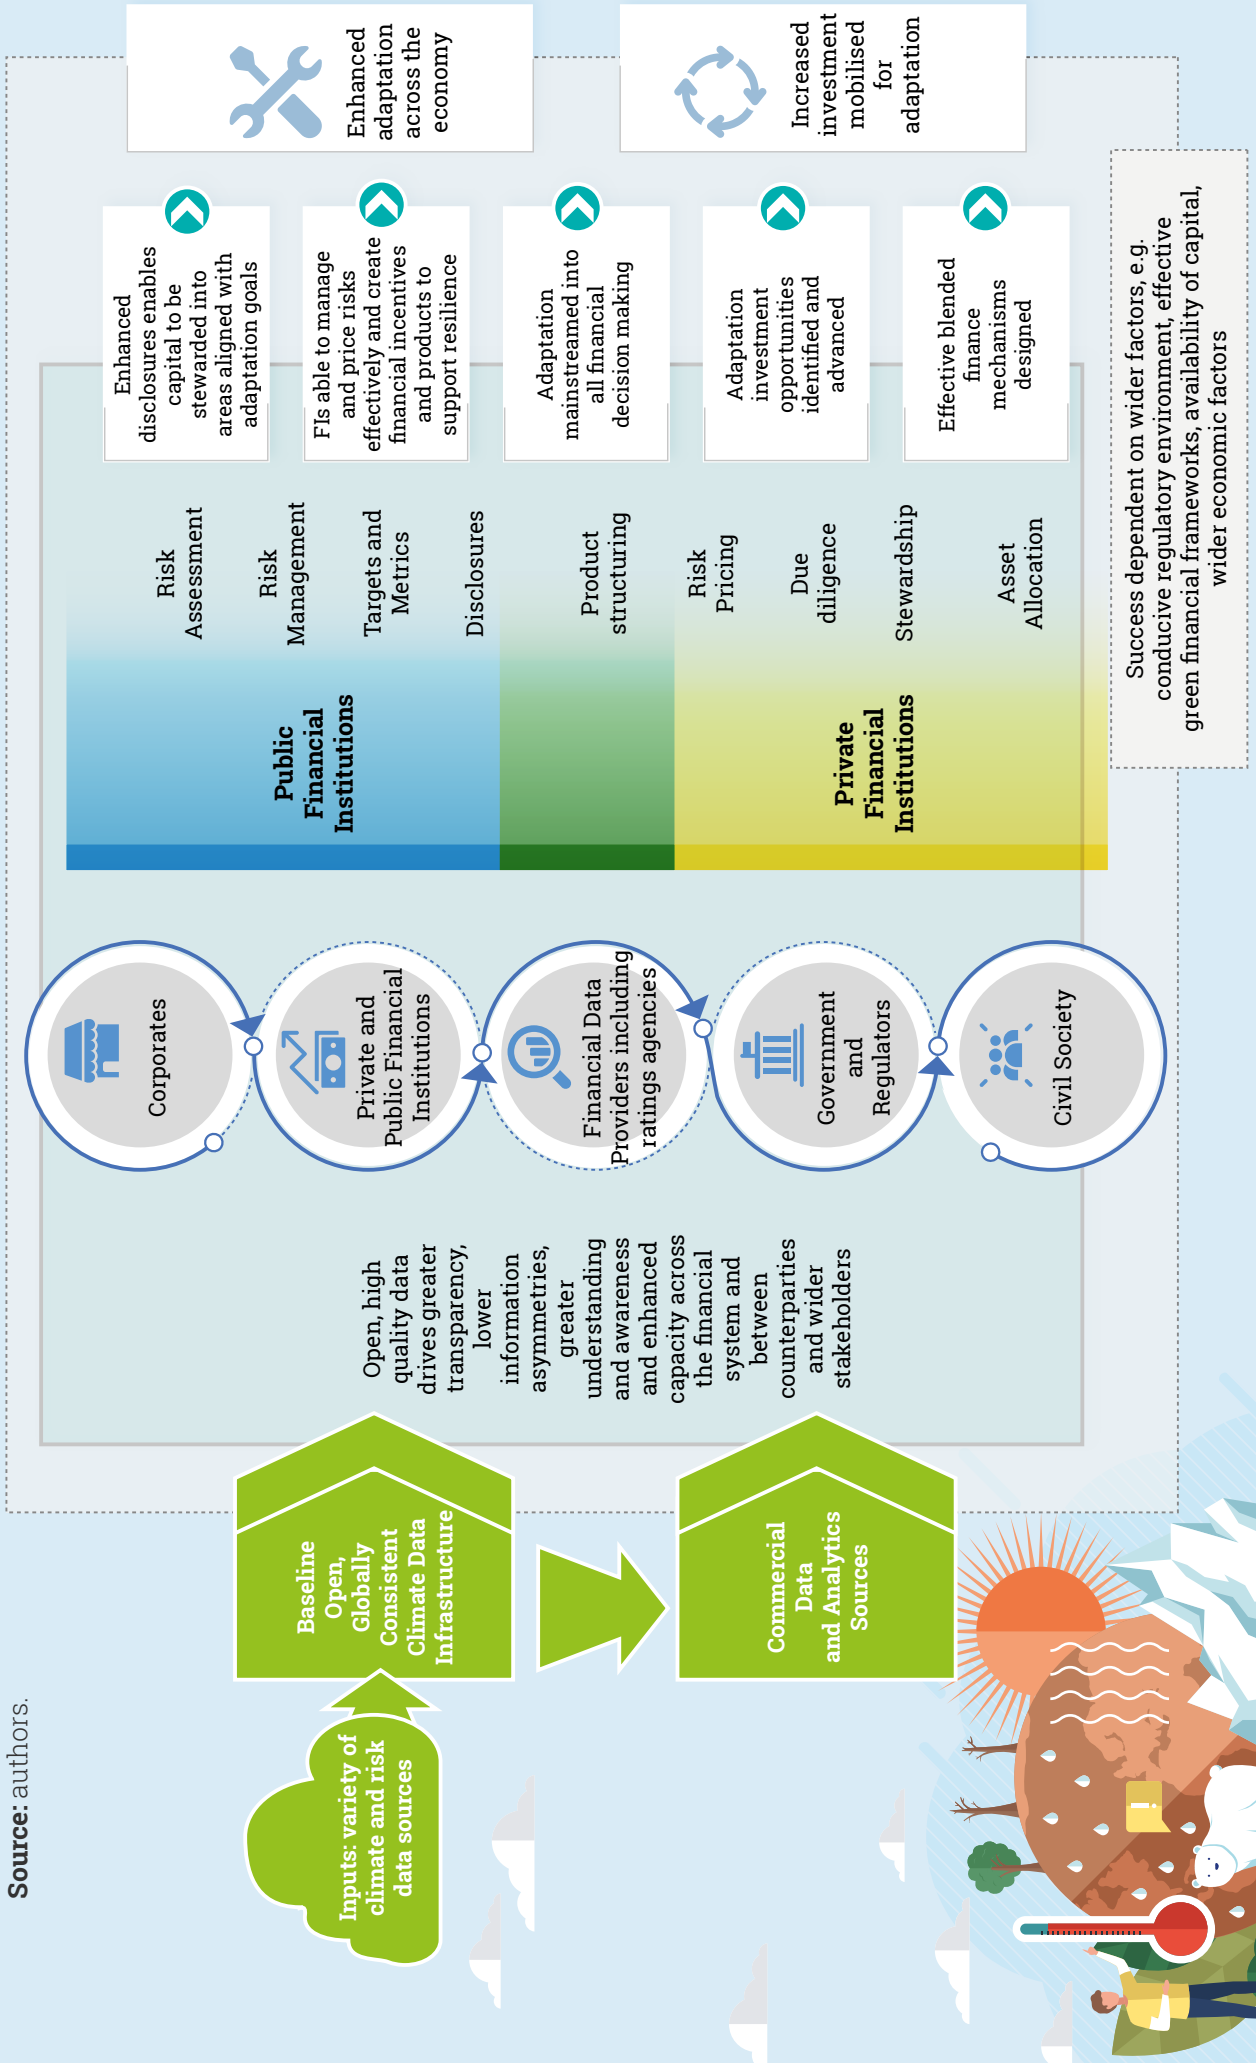 Inputs: variety of
climate and risk
data sources
Baseline
Open,
Globally
Consistent
Climate Data
Infrastructure
Commercial
Data
and Analytics
Sources
Open, high
quality data
drives greater
transparency,
lower
information
asymmetries,
greater
understanding
and awareness
and enhanced
capacity across
the financial
system and
between
counterparties
and wider
stakeholders
Corporates
Private and
Public Financial
Institutions
Financial Data
Providers including
ratings agencies
Government
and
Regulators
Civil Society
Public
Financial
Institutions
Private
Financial
Institutions
Risk
Assessment
Risk
Management
Targets and
Metrics
Disclosures
Product
structuring
Risk
Pricing
Due
diligence
Stewardship
Asset
Allocation
Enhanced
disclosures enables
capital to be
stewarded into
areas aligned with
adaptation goals
FIs able to manage
and price risks
effectively and create
financial incentives
and products to
support resilience
Adaptation
mainstreamed into
all financial
decision making
Adaptation
investment
opportunities
identified and
advanced
Effective blended
finance
mechanisms
designed
Enhanced
adaptation
across the
economy
Increased
investment
mobilised
for
adaptation
Success dependent on wider factors, e.g.
conducive regulatory environment, effective
green financial frameworks, availability of capital,
wider economic factors
Source: authors.